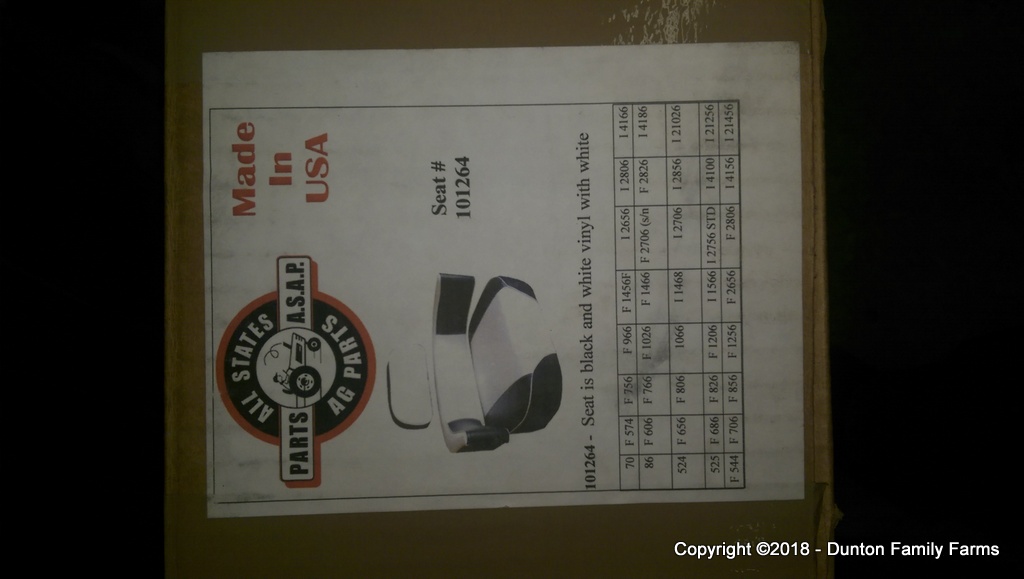 ALL STATES
PARTS A.S.A.P.
AG PARTS
Made
In
USA
Seat #
101264
101264 - Seat is black and white vinyl with white
70 F 574 F 756 F 966 F 1456F I 2656 I 2806 I 4166
86 F 606 F 766 F 1026 F 1466 F 2706 (s/n F 2826 I 4186
524 F 656 F 806 1066 I 1468 I 2706 I 2856 I 21026
525 F 686 F 826 F 1206 I 1566 I 2756 STD I 4100 I 21256
F 544 F 706 F 856 F 1256 F 2656 F 2806 I 4156 I 21456
Copyright ©2018 - Dunton Family Farms